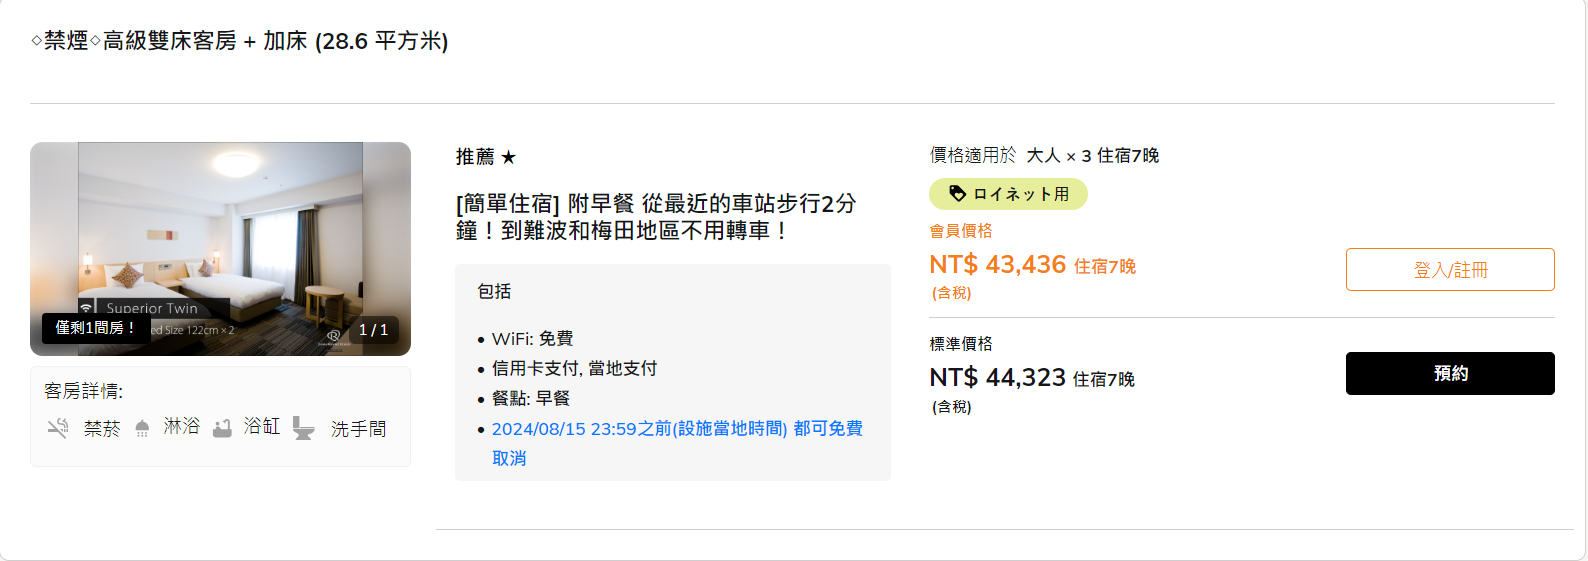 ◇禁煙◇高級雙床客房 + 加床 (28.6 平方米)
Superior Twin
ed Size 122cm × 2
僅剩1間房！
1 / 1
客房詳情:
禁菸 淋浴 浴缸 洗手間
推薦 ★
[簡單住宿] 附早餐 從最近的車站步行2分
鐘！到難波和梅田地區不用轉車！
包括
• WiFi: 免費
• 信用卡支付, 當地支付
• 餐點: 早餐
• 2024/08/15 23:59之前(設施當地時間) 都可免費
取消
價格適用於 大人 × 3 住宿7晚
ロイネット用
會員價格
NT$ 43,436 住宿7晚
(含稅)
登入/註冊
標準價格
NT$ 44,323 住宿7晚
(含稅)
預約